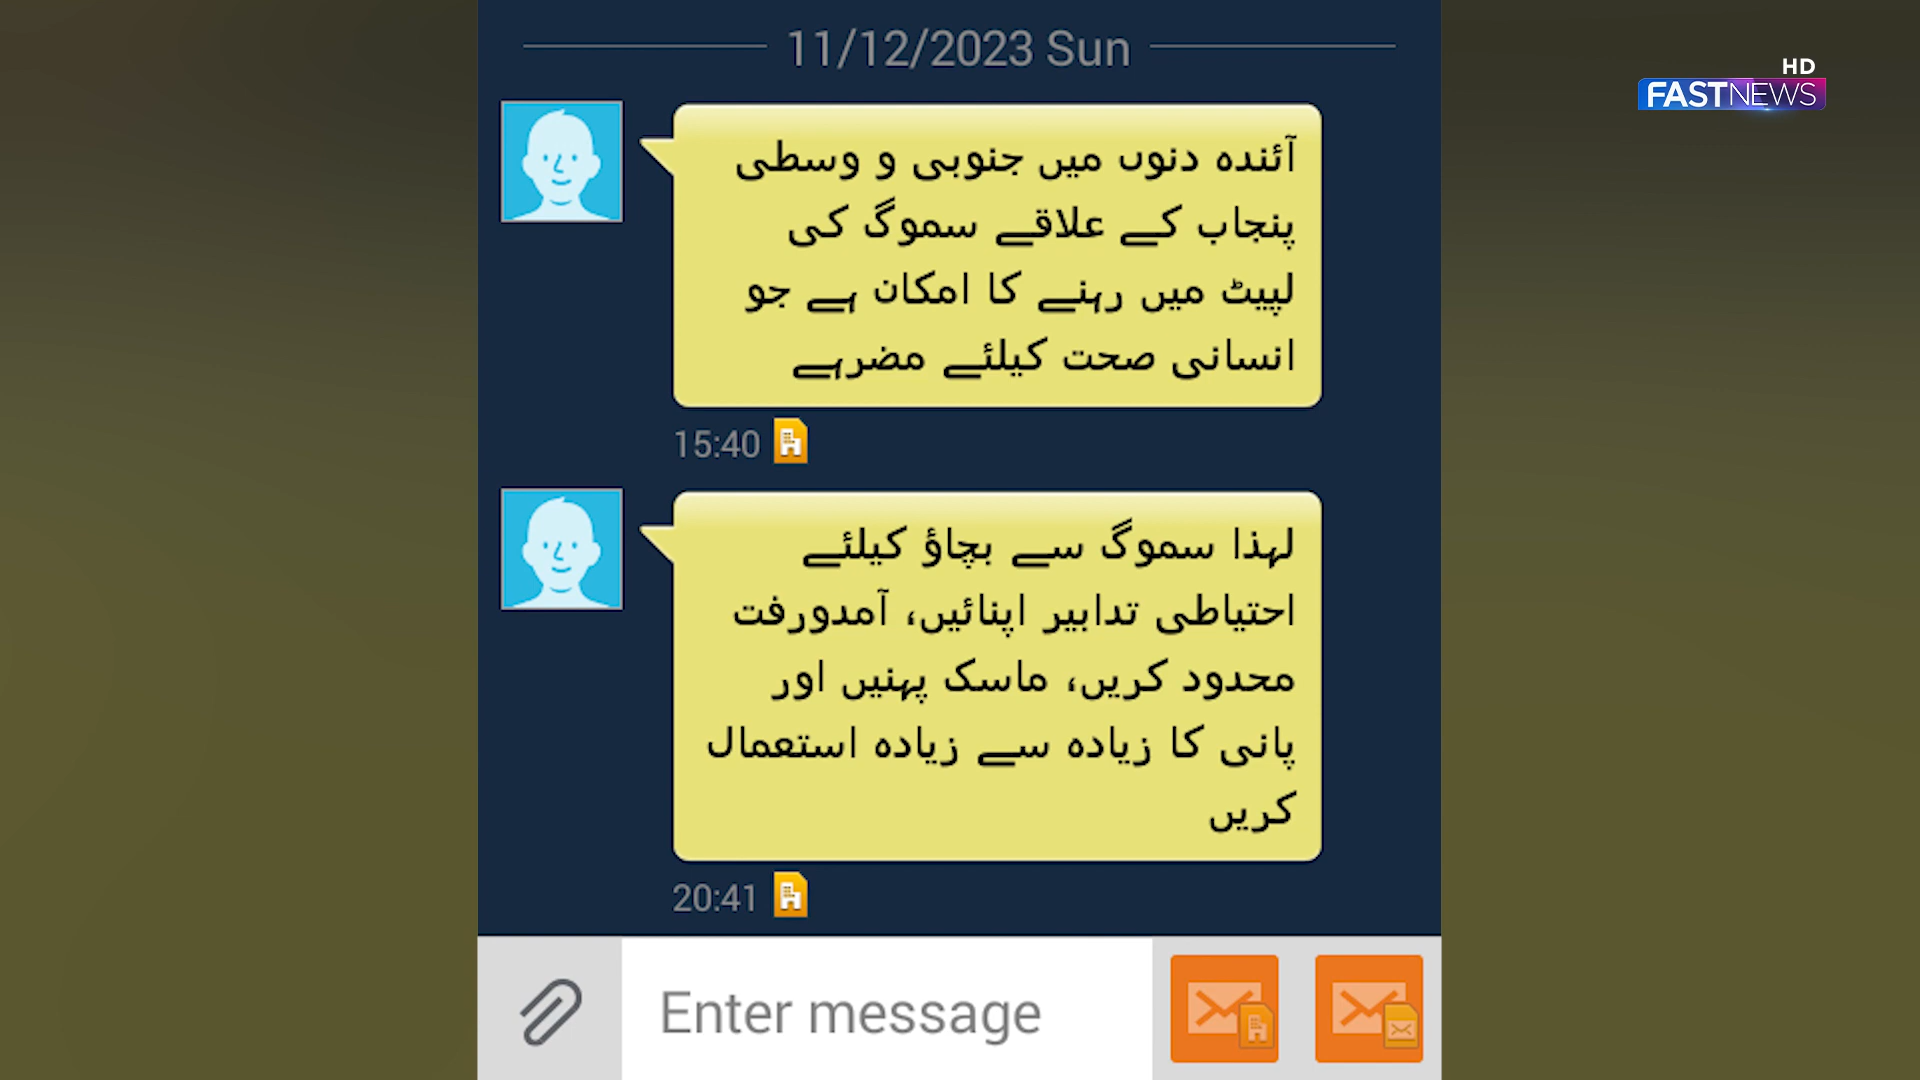 11/12/2023 Sun
HD
FASTNEWS
آئندہ دنوں میں جنوبی و وسطی
پنجاب کے علاقے سموگ کی
لپیٹ میں رہنے کا امکان ہے جو
انسانی صحت کیلئے مضرہے
15:40
لہذا سموگ سے بچاؤ کیلئے
احتیاطی تدابیر اپنائیں، آمدورفت
محدود کریں، ماسک پہنیں اور
پانی کا زیادہ سے زیادہ استعمال
کریں
20:41
Enter message